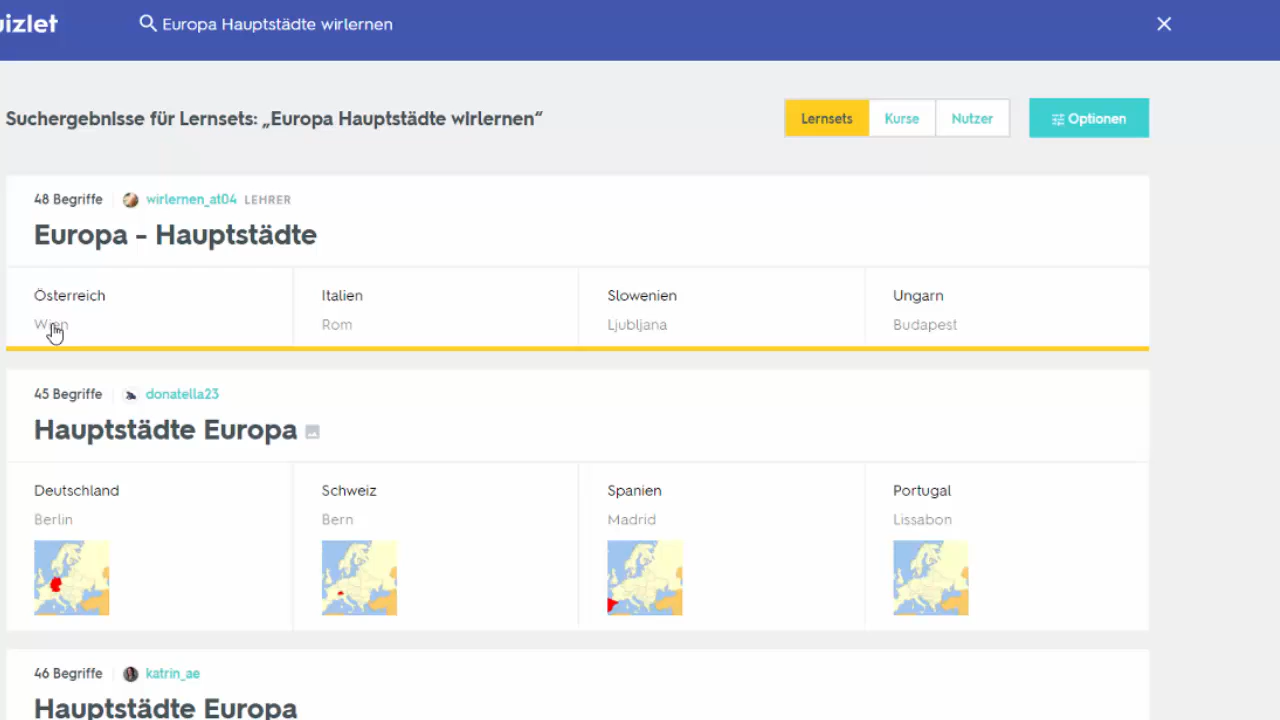 uizlet
Europa Hauptstädte wirlernen
Suchergebnisse für Lernsets: „Europa Hauptstädte wirlernen“
Lernsets Kurse Nutzer Optionen
48 Begriffe wirlernen_at04 LEHRER
Europa - Hauptstädte
Österreich Italien Slowenien Ungarn
Wien Rom Ljubljana Budapest
45 Begriffe donatella23
Hauptstädte Europa
Deutschland Schweiz Spanien Portugal
Berlin Bern Madrid Lissabon
46 Begriffe katrin_ae
Hauptstädte Europa